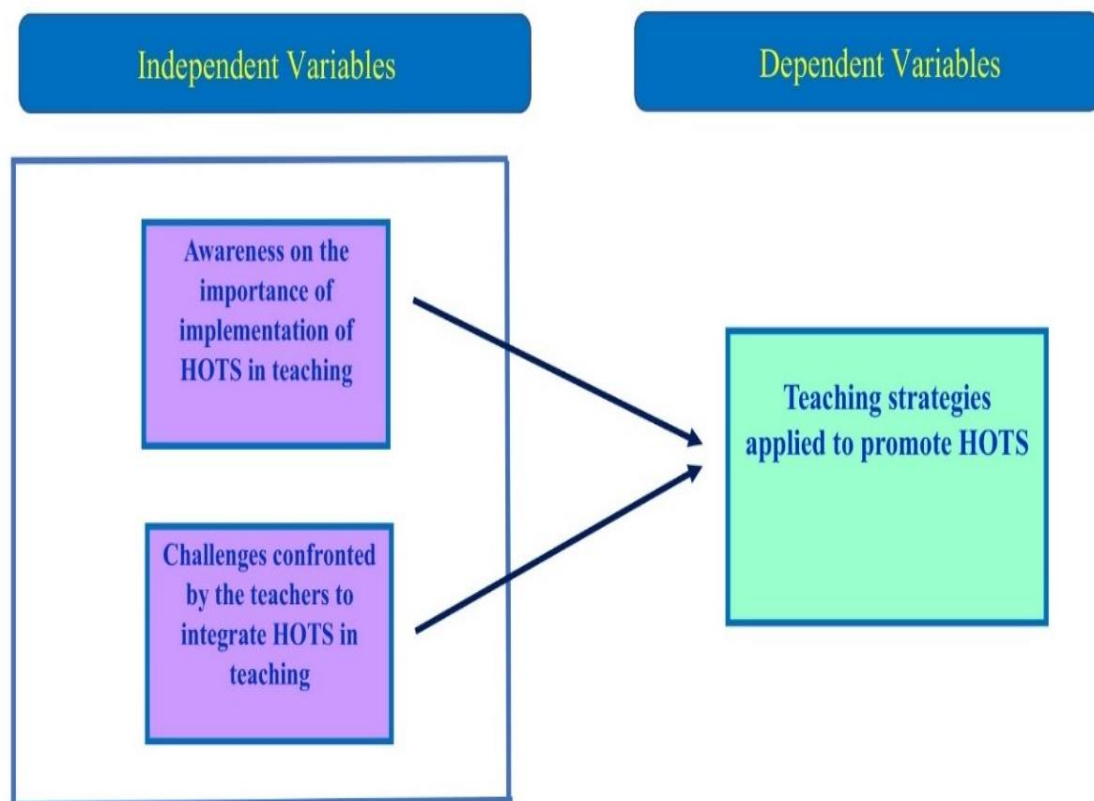 Independent Variables
Dependent Variables
Awareness on the
importance of
implementation of
HOTS in teaching
Challenges confronted
by the teachers to
integrate HOTS in
teaching
Teaching strategies
applied to promote HOTS